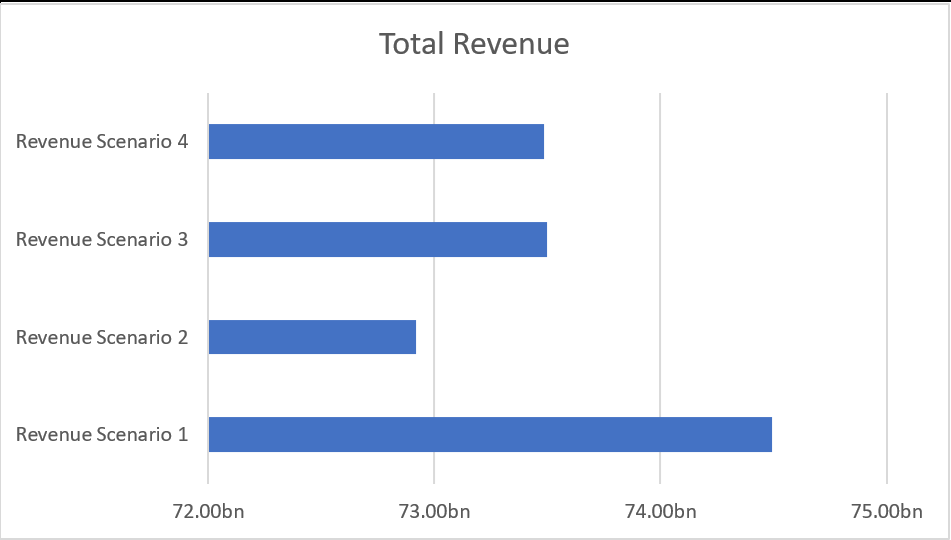 Total Revenue
Revenue Scenario 4
Revenue Scenario 3
Revenue Scenario 2
Revenue Scenario 1
72.00bn 73.00bn 74.00bn 75.00bn